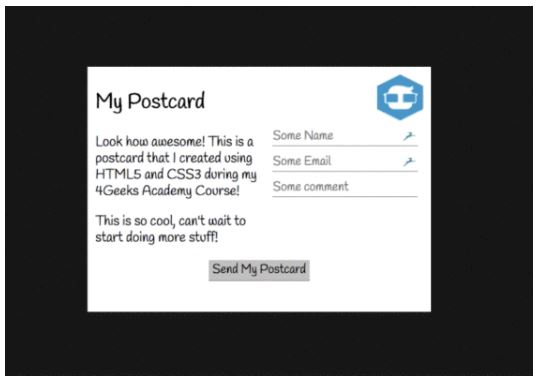 My Postcard
Look how awesome! This is a
postcard that I created using
HTML5 and CSS3 during my
4Geeks Academy Course!
This is so cool, can't wait to
start doing more stuff!
Some Name
Some Email
Some comment
Send My Postcard